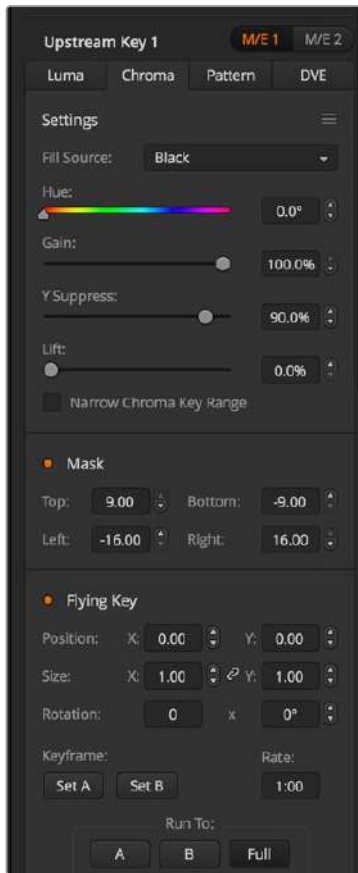 Upstream Key 1 M/E 1 M/E 2
Luma Chroma Pattern DVE
Settings
Fill Source: Black
Hue:
0.0°
Gain:
100.0%
Y Suppress:
90.0%
Lift:
0.0%
Narrow Chroma Key Range
Mask
Top: 9.00 Bottom: -9.00
Left: -16.00 Right: 16.00
Flying Key
Position: X: 0.00 Y: 0.00
Size: X: 1.00 Y: 1.00
Rotation: 0 x 0°
Keyframe: Rate:
Set A Set B 1:00
Run To:
A B Full